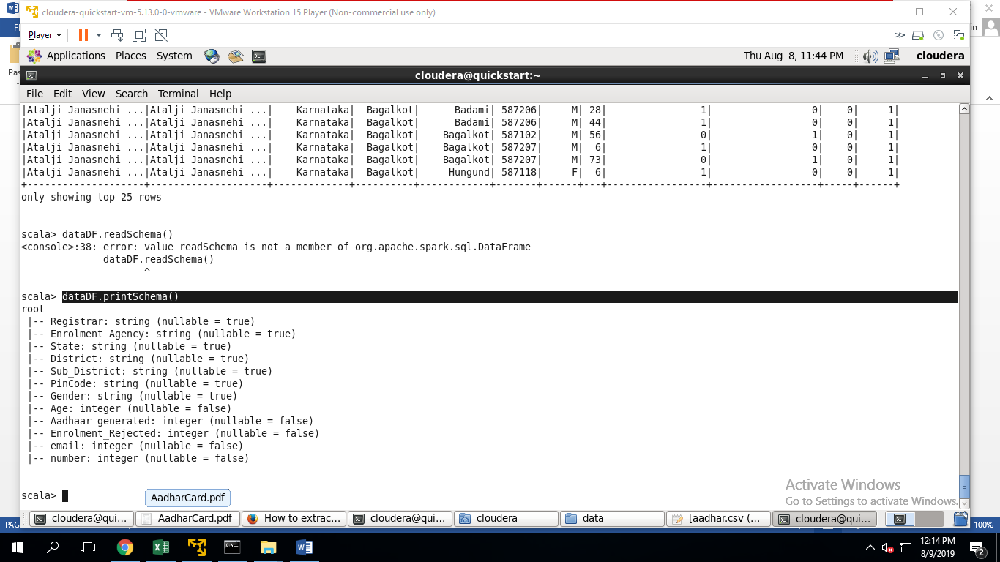 cloudera-quickstart-vm-5.13.0-0-vmware - VMware Workstation 15 Player (Non-commercial use only)
Player
Applications Places System Thu Aug 8, 11:44 PM cloudera
cloudera@quickstart:~
File Edit View Search Terminal Help
|Atalji Janasnehi ...|Atalji Janasnehi ...| Karnataka| Bagalkot| Badami| 587206| M| 28| 1| 0| 0| 1|
|Atalji Janasnehi ...|Atalji Janasnehi ...| Karnataka| Bagalkot| Badami| 587206| M| 44| 1| 0| 0| 1|
|Atalji Janasnehi ...|Atalji Janasnehi ...| Karnataka| Bagalkot| Bagalkot| 587102| M| 56| 0| 1| 0| 1|
|Atalji Janasnehi ...|Atalji Janasnehi ...| Karnataka| Bagalkot| Bagalkot| 587207| M| 6| 1| 0| 0| 1|
|Atalji Janasnehi ...|Atalji Janasnehi ...| Karnataka| Bagalkot| Bagalkot| 587207| M| 73| 0| 1| 0| 1|
|Atalji Janasnehi ...|Atalji Janasnehi ...| Karnataka| Bagalkot| Hungund| 587118| F| 6| 1| 0| 0| 1|
+--------------------+--------------------+-------------+----------+------------+-------+------+---+-----------------+------------------+-----+------+
only showing top 25 rows
scala> dataDF.readSchema()
<console>:38: error: value readSchema is not a member of org.apache.spark.sql.DataFrame
dataDF.readSchema()
^
scala> dataDF.printSchema()
root
|-- Registrar: string (nullable = true)
|-- Enrolment_Agency: string (nullable = true)
|-- State: string (nullable = true)
|-- District: string (nullable = true)
|-- Sub_District: string (nullable = true)
|-- PinCode: string (nullable = true)
|-- Gender: string (nullable = true)
|-- Age: integer (nullable = false)
|-- Aadhaar_generated: integer (nullable = false)
|-- Enrolment_Rejected: integer (nullable = false)
|-- email: integer (nullable = false)
|-- number: integer (nullable = false)
scala>
AadharCard.pdf
Activate Windows
Go to Settings to activate Windows.
cloudera@qui... AadharCard.pdf How to extrac... cloudera@qui... cloudera data [aadhar.csv (... cloudera@qui...
100%
12:14 PM
8/9/2019
2